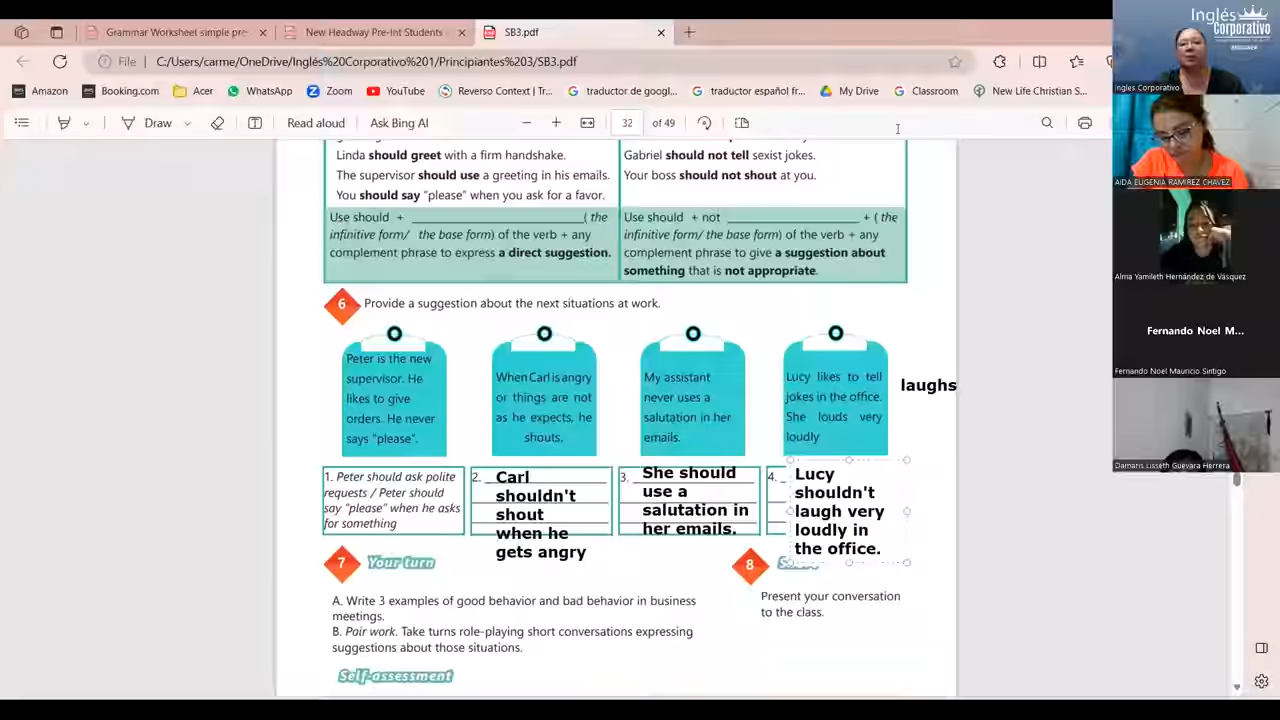 Grammar Worksheet simple pre
New Headway Pre-Int Students
SB3.pdf
File
C:/Users/carme/OneDrive/Inglés%20Corporativo%201/Principiantes%203/SB3.pdf
Amazon
Booking.com
Acer
WhatsApp
Zoom
YouTube
Reverso Context | Tr...
traductor de googl...
traductor español fr...
My Drive
Classroom
New Life Christian S...
Draw
Read aloud
Ask Bing AI
32
of 49
Linda should greet with a firm handshake.
The supervisor should use a greeting in his emails.
You should say "please" when you ask for a favor.
Gabriel should not tell sexist jokes.
Your boss should not shout at you.
Use should + ______________________________( the
infinitive form/ the base form) of the verb + any
complement phrase to express a direct suggestion.
Use should + not _______________________ + ( the
infinitive form/ the base form) of the verb + any
complement phrase to give a suggestion about
something that is not appropriate.
6
Provide a suggestion about the next situations at work.
Peter is the new
supervisor. He
likes to give
orders. He never
says "please".
When Carl is angry
or things are not
as he expects, he
shouts.
My assistant
never uses a
salutation in her
emails.
Lucy likes to tell
jokes in the office.
She louds very
loudly
laughs
1. Peter should ask polite
requests / Peter should
say "please" when he asks
for something
2.
Carl
shouldn't
shout
when he
gets angry
3.
She should
use a
salutation in
her emails.
4.
Lucy
shouldn't
laugh very
loudly in
the office.
7
Your turn
A. Write 3 examples of good behavior and bad behavior in business
meetings.
B. Pair work. Take turns role-playing short conversations expressing
suggestions about those situations.
8
Present your conversation
to the class.
Self-assessment
Inglés
Corporativo
Ingles Corporativo
AIDA EUGENIA RAMIREZ CHAVEZ
Alma Yamileth Hernández de Vásquez
Fernando Noel M...
Fernando Noel Mauricio Sintigo
Damaris Lisseth Guevara Herrera